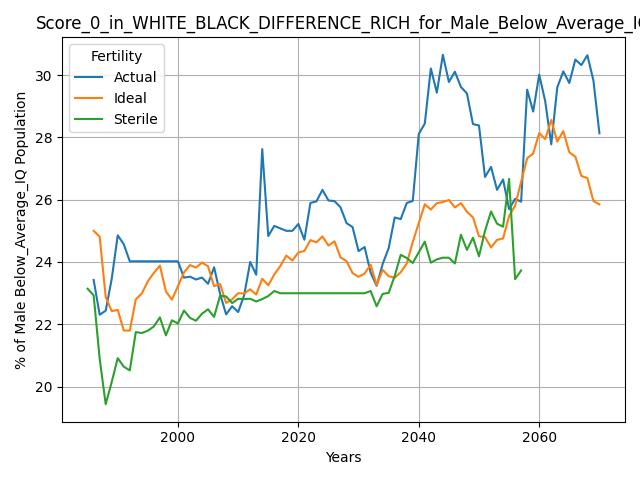 Score_0_in_WHITE_BLACK_DIFFERENCE_RICH_for_Male_Below_Average_IQ
Fertility
Actual
Ideal
Sterile
% of Male Below_Average_IQ Population
30
28
26
24
22
20
2000 2020 2040 2060
Years